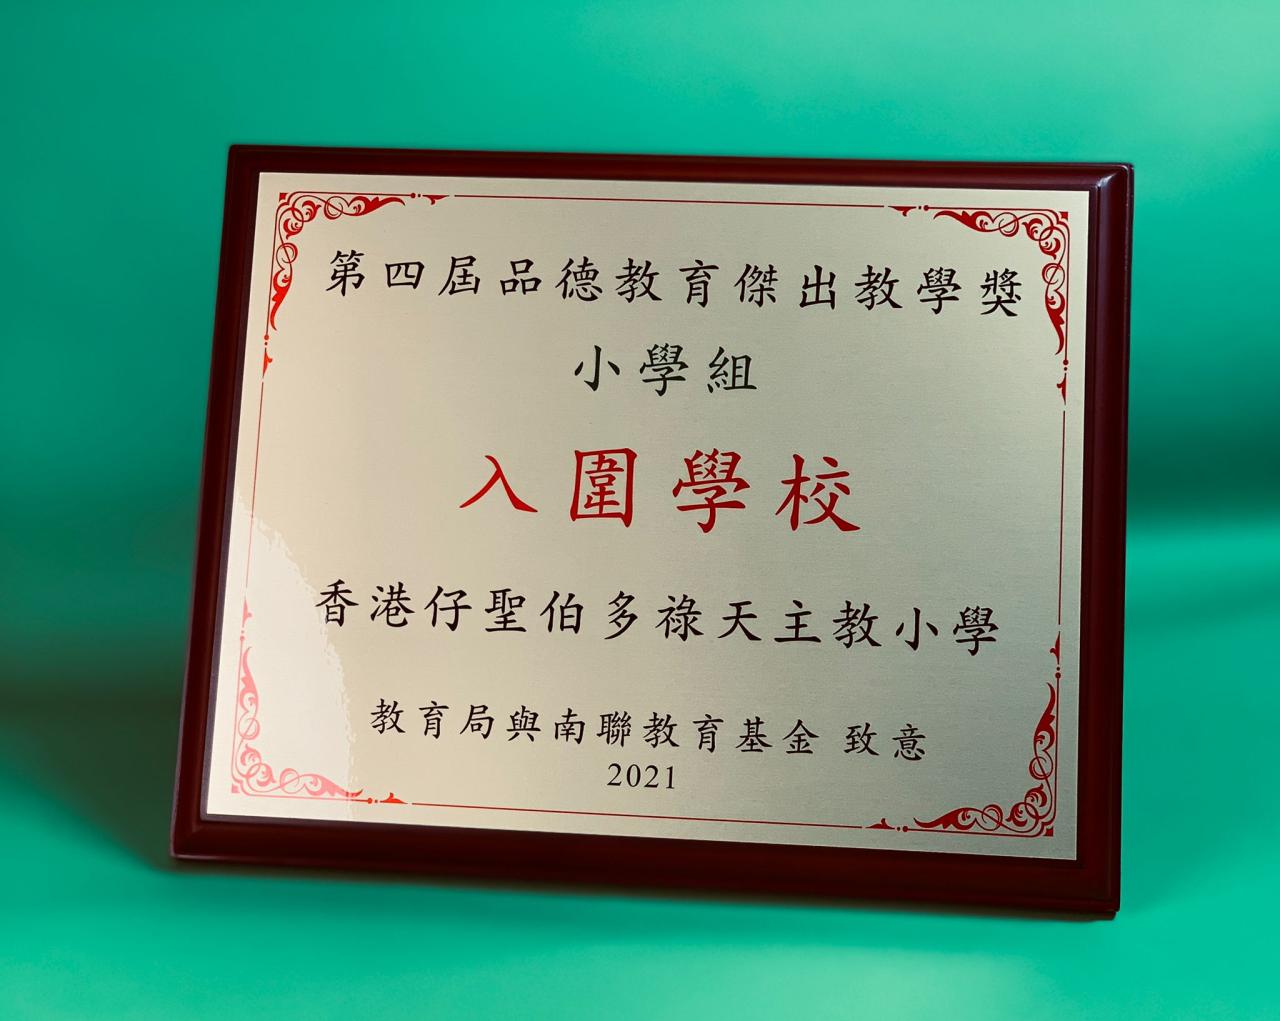 第四屆品德教育傑出教學獎
小學組
入圍學校
香港仔聖伯多祿天主教小學
教育局與南聯教育基金 致意
2021